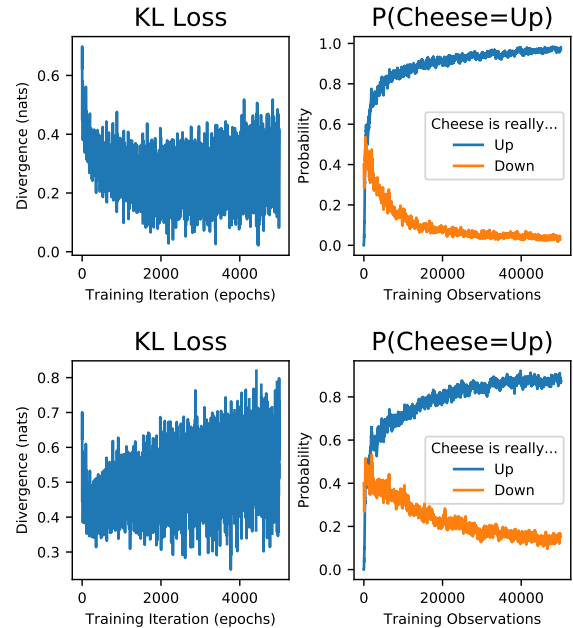 KL Loss
Divergence (nats)
0.6
0.4
0.2
0.0
0
2000
4000
Training Iteration (epochs)
P(Cheese=Up)
Probability
1.0
0.8
0.6
0.4
0.2
0.0
Cheese is really...
Up
Down
0
20000
40000
Training Observations
KL Loss
Divergence (nats)
0.8
0.7
0.6
0.5
0.4
0.3
0
2000
4000
Training Iteration (epochs)
P(Cheese=Up)
Probability
0.8
0.6
0.4
0.2
0.0
Cheese is really...
Up
Down
0
20000
40000
Training Observations